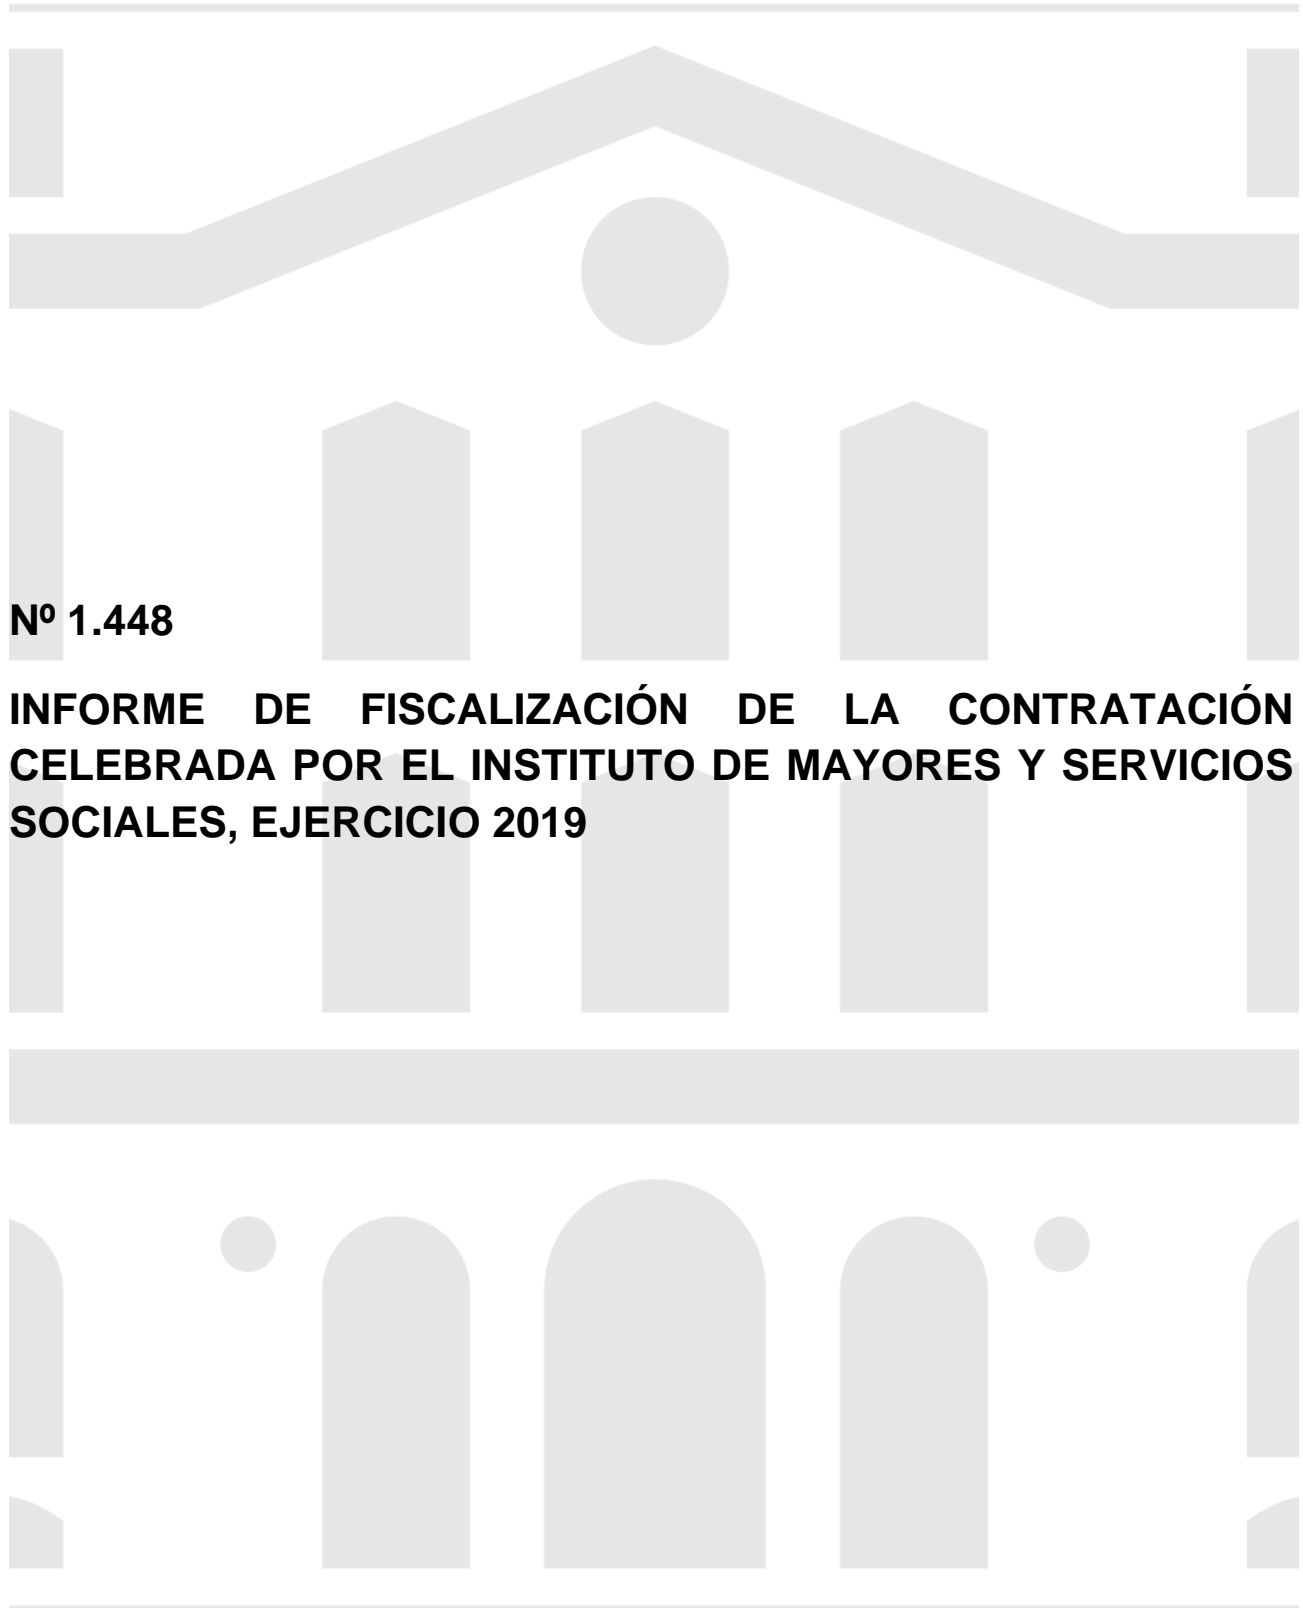 Nº 1.448
INFORME DE FISCALIZACIÓN DE LA CONTRATACIÓN
CELEBRADA POR EL INSTITUTO DE MAYORES Y SERVICIOS
SOCIALES, EJERCICIO 2019